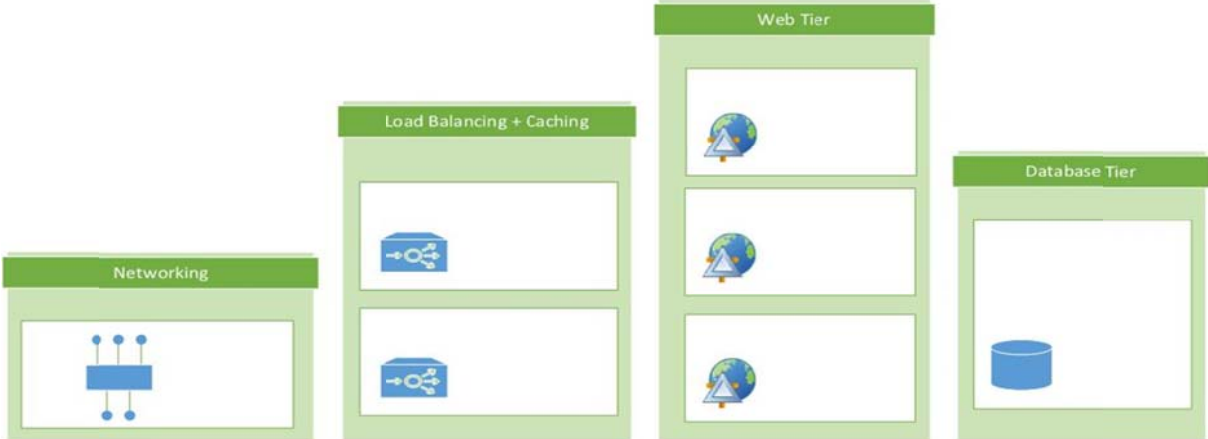 Web Tier
Load Balancing + Caching
Database Tier
Networking